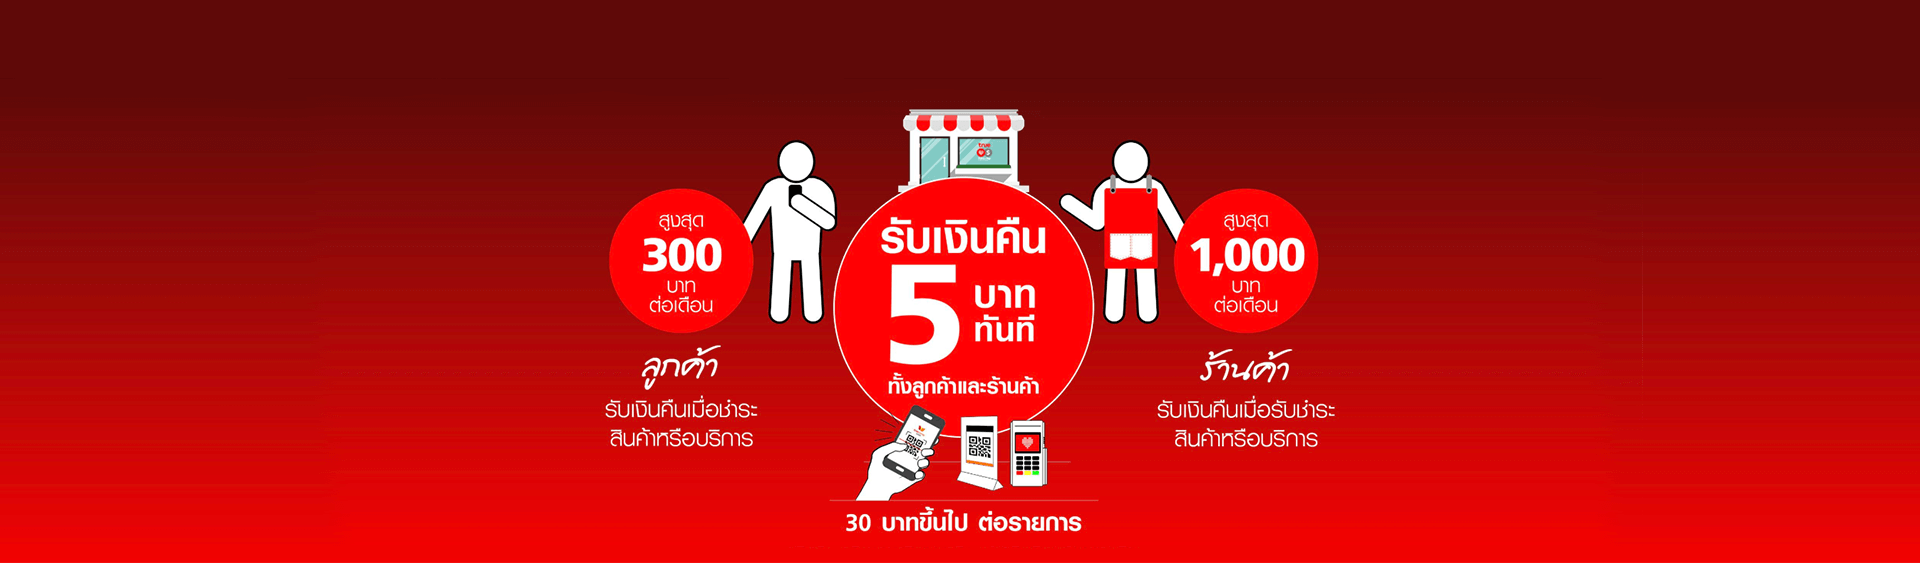 true
สูงสุด
300
บาท
ต่อเดือน
ลูกค้า
รับเงินคืนเมื่อชำระ
สินค้าหรือบริการ
รับเงินคืน
5 บาท
ทันที
ทั้งลูกค้าและร้านค้า
30 บาทขึ้นไป ต่อรายการ
สูงสุด
1,000
บาท
ต่อเดือน
ร้านค้า
รับเงินคืนเมื่อรับชำระ
สินค้าหรือบริการ